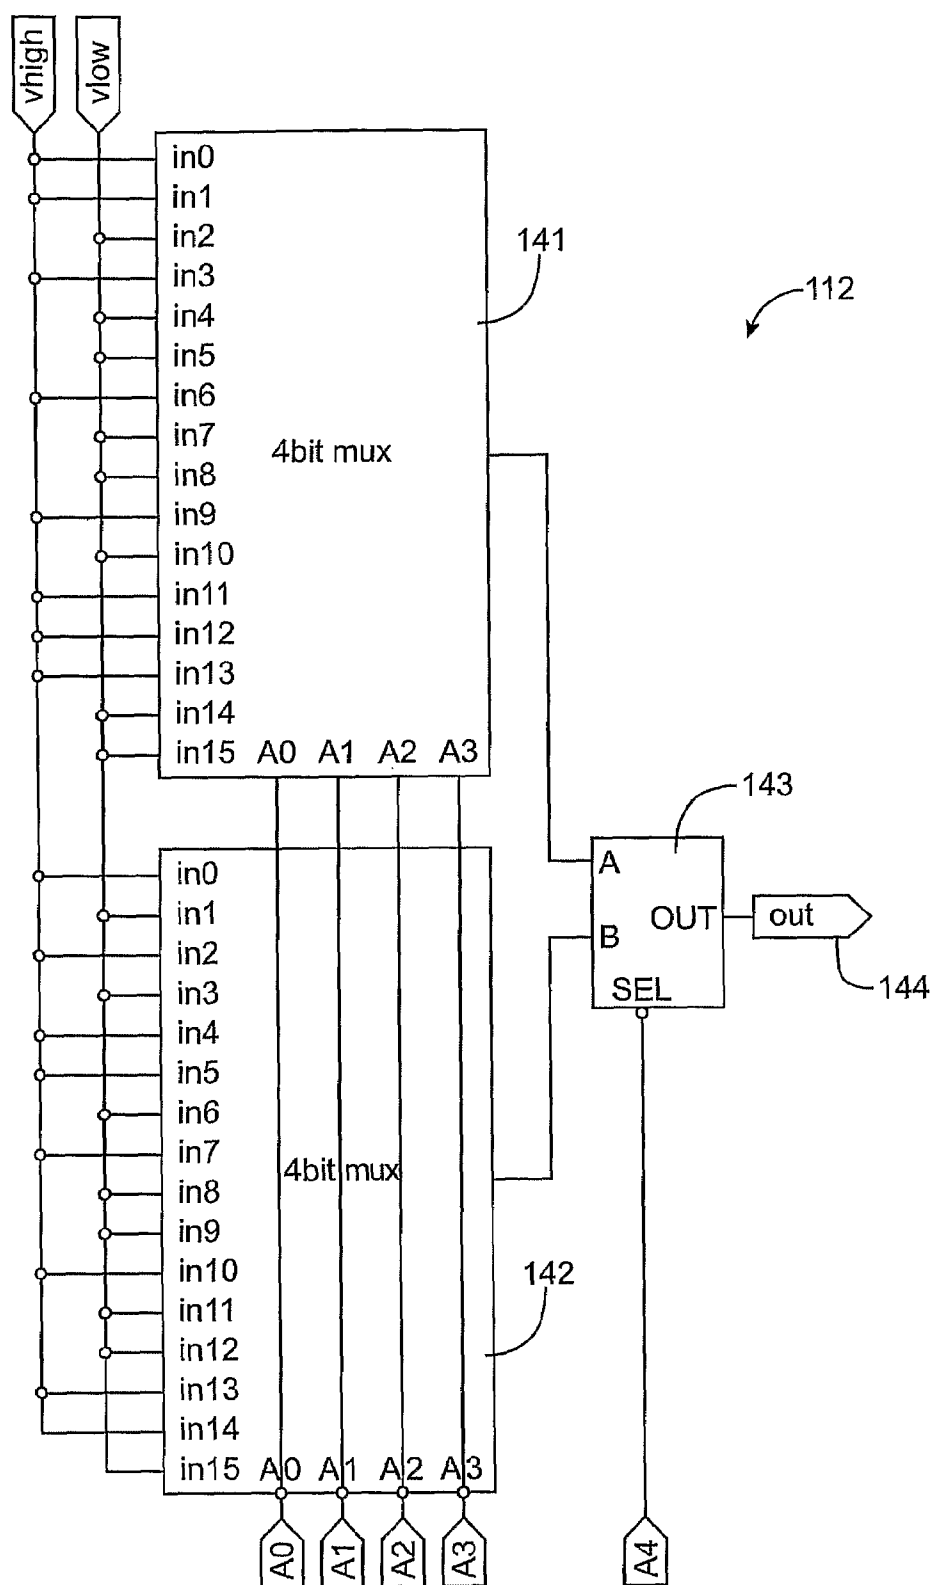 vhigh
vlow
in0
in1
in2
in3
in4
in5
in6
in7
in8
in9
in10
in11
in12
in13
in14
in15 A0 A1 A2 A3
4bit mux
141
112
in0
in1
in2
in3
in4
in5
in6
in7
in8
in9
in10
in11
in12
in13
in14
in15 A0 A1 A2 A3
4bit mux
142
143
A
B
OUT
SEL
out
144
A0
A1
A2
A3
A4